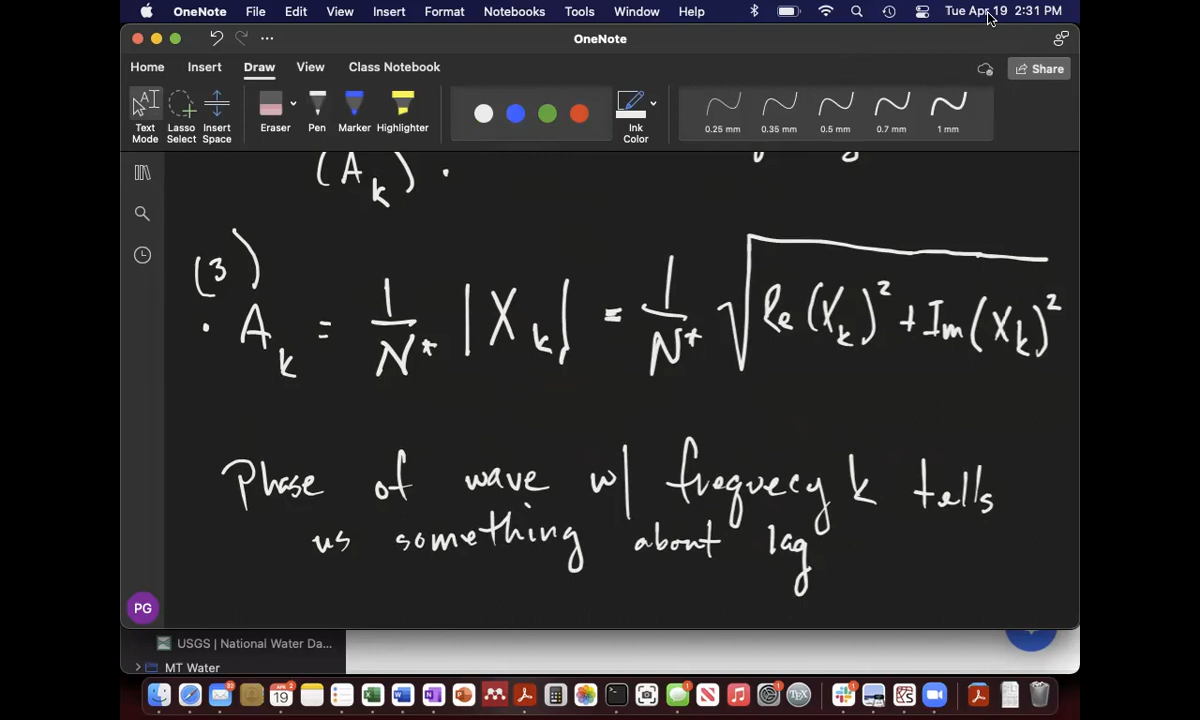 OneNote File Edit View Insert Format Notebooks Tools Window Help Tue Apr 19 2:31 PM
OneNote
Home Insert Draw View Class Notebook Share
Text Mode Lasso Select Insert Space Eraser Pen Marker Highlighter Ink Color 0.25 mm 0.35 mm 0.5 mm 0.7 mm 1 mm
(A_k) .
(3)
· A_k = 1/N* |X_k| = 1/N* √(Re(X_k)² + Im(X_k)²)
Phase of wave w/ frequecy k tells
us something about lag
PG
USGS | National Water Da...
MT Water